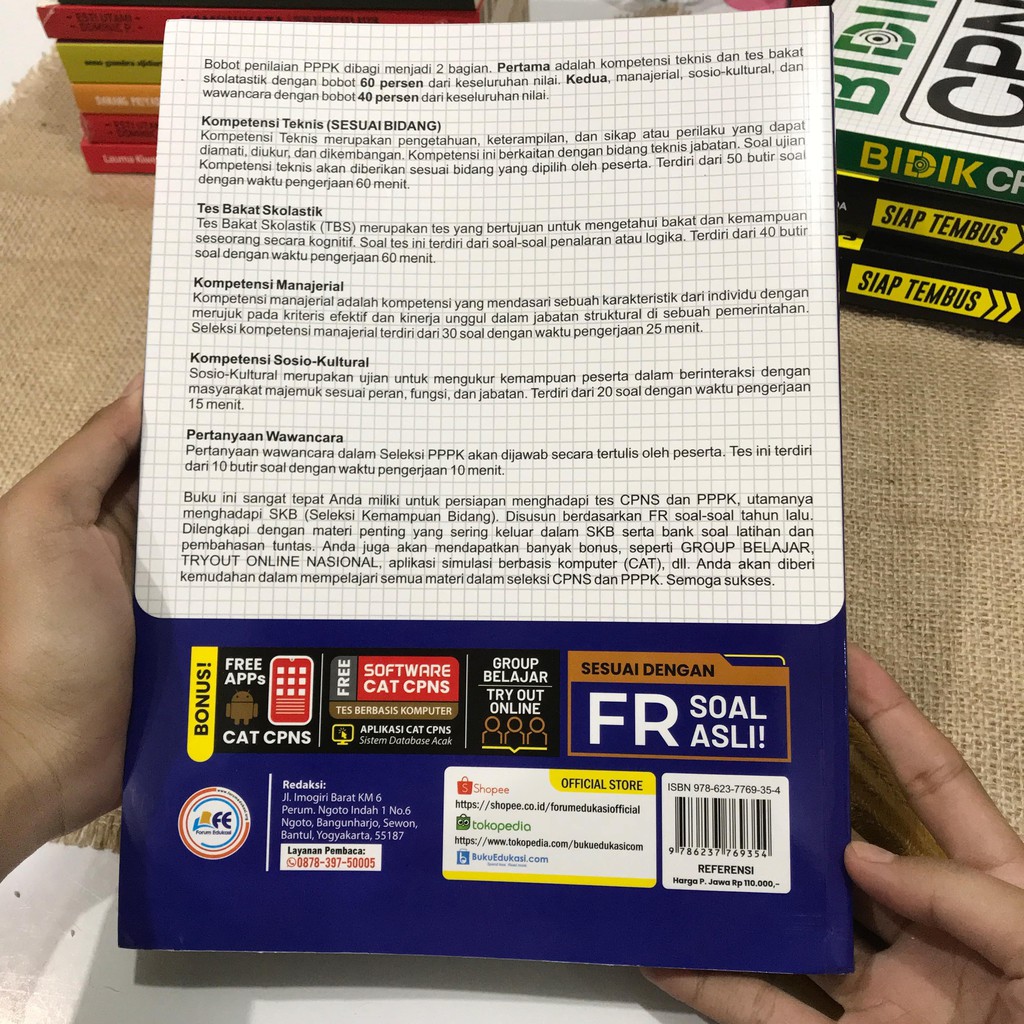 ESTI UTAMI
DOMINIC P.
seno gumira ajidarma
Lauma Kiwe
BIDIK
CPN
BIDIK CP
SIAP TEMBUS
SIAP TEMBUS
Bobot penilaian PPPK dibagi menjadi 2 bagian. Pertama adalah kompetensi teknis dan tes bakat
skolatastik dengan bobot 60 persen dari keseluruhan nilai. Kedua, manajerial, sosio-kultural, dan
wawancara dengan bobot 40 persen dari keseluruhan nilai.
Kompetensi Teknis (SESUAI BIDANG)
Kompetensi Teknis merupakan pengetahuan, keterampilan, dan sikap atau perilaku yang dapat
diamati, diukur, dan dikembangan. Kompetensi ini berkaitan dengan bidang teknis jabatan. Soal ujian
Kompetensi teknis akan diberikan sesuai bidang yang dipilih oleh peserta. Terdiri dari 50 butir soal
dengan waktu pengerjaan 60 menit.
Tes Bakat Skolastik
Tes Bakat Skolastik (TBS) merupakan tes yang bertujuan untuk mengetahui bakat dan kemampuan
seseorang secara kognitif. Soal tes ini terdiri dari soal-soal penalaran atau logika. Terdiri dari 40 butir
soal dengan waktu pengerjaan 60 menit.
Kompetensi Manajerial
Kompetensi manajerial adalah kompetensi yang mendasari sebuah karakteristik dari individu dengan
merujuk pada kriteris efektif dan kinerja unggul dalam jabatan struktural di sebuah pemerintahan.
Seleksi kompetensi manajerial terdiri dari 30 soal dengan waktu pengerjaan 25 menit.
Kompetensi Sosio-Kultural
Sosio-Kultural merupakan ujian untuk mengukur kemampuan peserta dalam berinteraksi dengan
masyarakat majemuk sesuai peran, fungsi, dan jabatan. Terdiri dari 20 soal dengan waktu pengerjaan
15 menit.
Pertanyaan Wawancara
Pertanyaan wawancara dalam Seleksi PPPK akan dijawab secara tertulis oleh peserta. Tes ini terdiri
dari 10 butir soal dengan waktu pengerjaan 10 menit.
Buku ini sangat tepat Anda miliki untuk persiapan menghadapi tes CPNS dan PPPK, utamanya
menghadapi SKB (Seleksi Kemampuan Bidang). Disusun berdasarkan FR soal-soal tahun lalu.
Dilengkapi dengan materi penting yang sering keluar dalam SKB serta bank soal latihan dan
pembahasan tuntas. Anda juga akan mendapatkan banyak bonus, seperti GROUP BELAJAR,
TRYOUT ONLINE NASIONAL, aplikasi simulasi berbasis komputer (CAT), dll. Anda akan diberi
kemudahan dalam mempelajari semua materi dalam seleksi CPNS dan PPPK. Semoga sukses.
BONUS!
FREE
APPs
CAT CPNS
FREE
SOFTWARE
CAT CPNS
TES BERBASIS KOMPUTER
APLIKASI CAT CPNS
Sistem Database Acak
GROUP
BELAJAR
TRY OUT
ONLINE
SESUAI DENGAN
FR SOAL
ASLI!
Forum Edukasi
Redaksi:
Jl. Imogiri Barat KM 6
Perum. Ngoto Indah 1 No.6
Ngoto, Bangunharjo, Sewon,
Bantul, Yogyakarta, 55187
Layanan Pembaca:
0878-397-50005
OFFICIAL STORE
Shopee
https://shopee.co.id/forumedukasiofficial
tokopedia
https://www.tokopedia.com/bukuedukasicom
BukuEdukasi.com
ISBN 978-623-7769-35-4
9 786237 769354
REFERENSI
Harga P. Jawa Rp 110.000,-